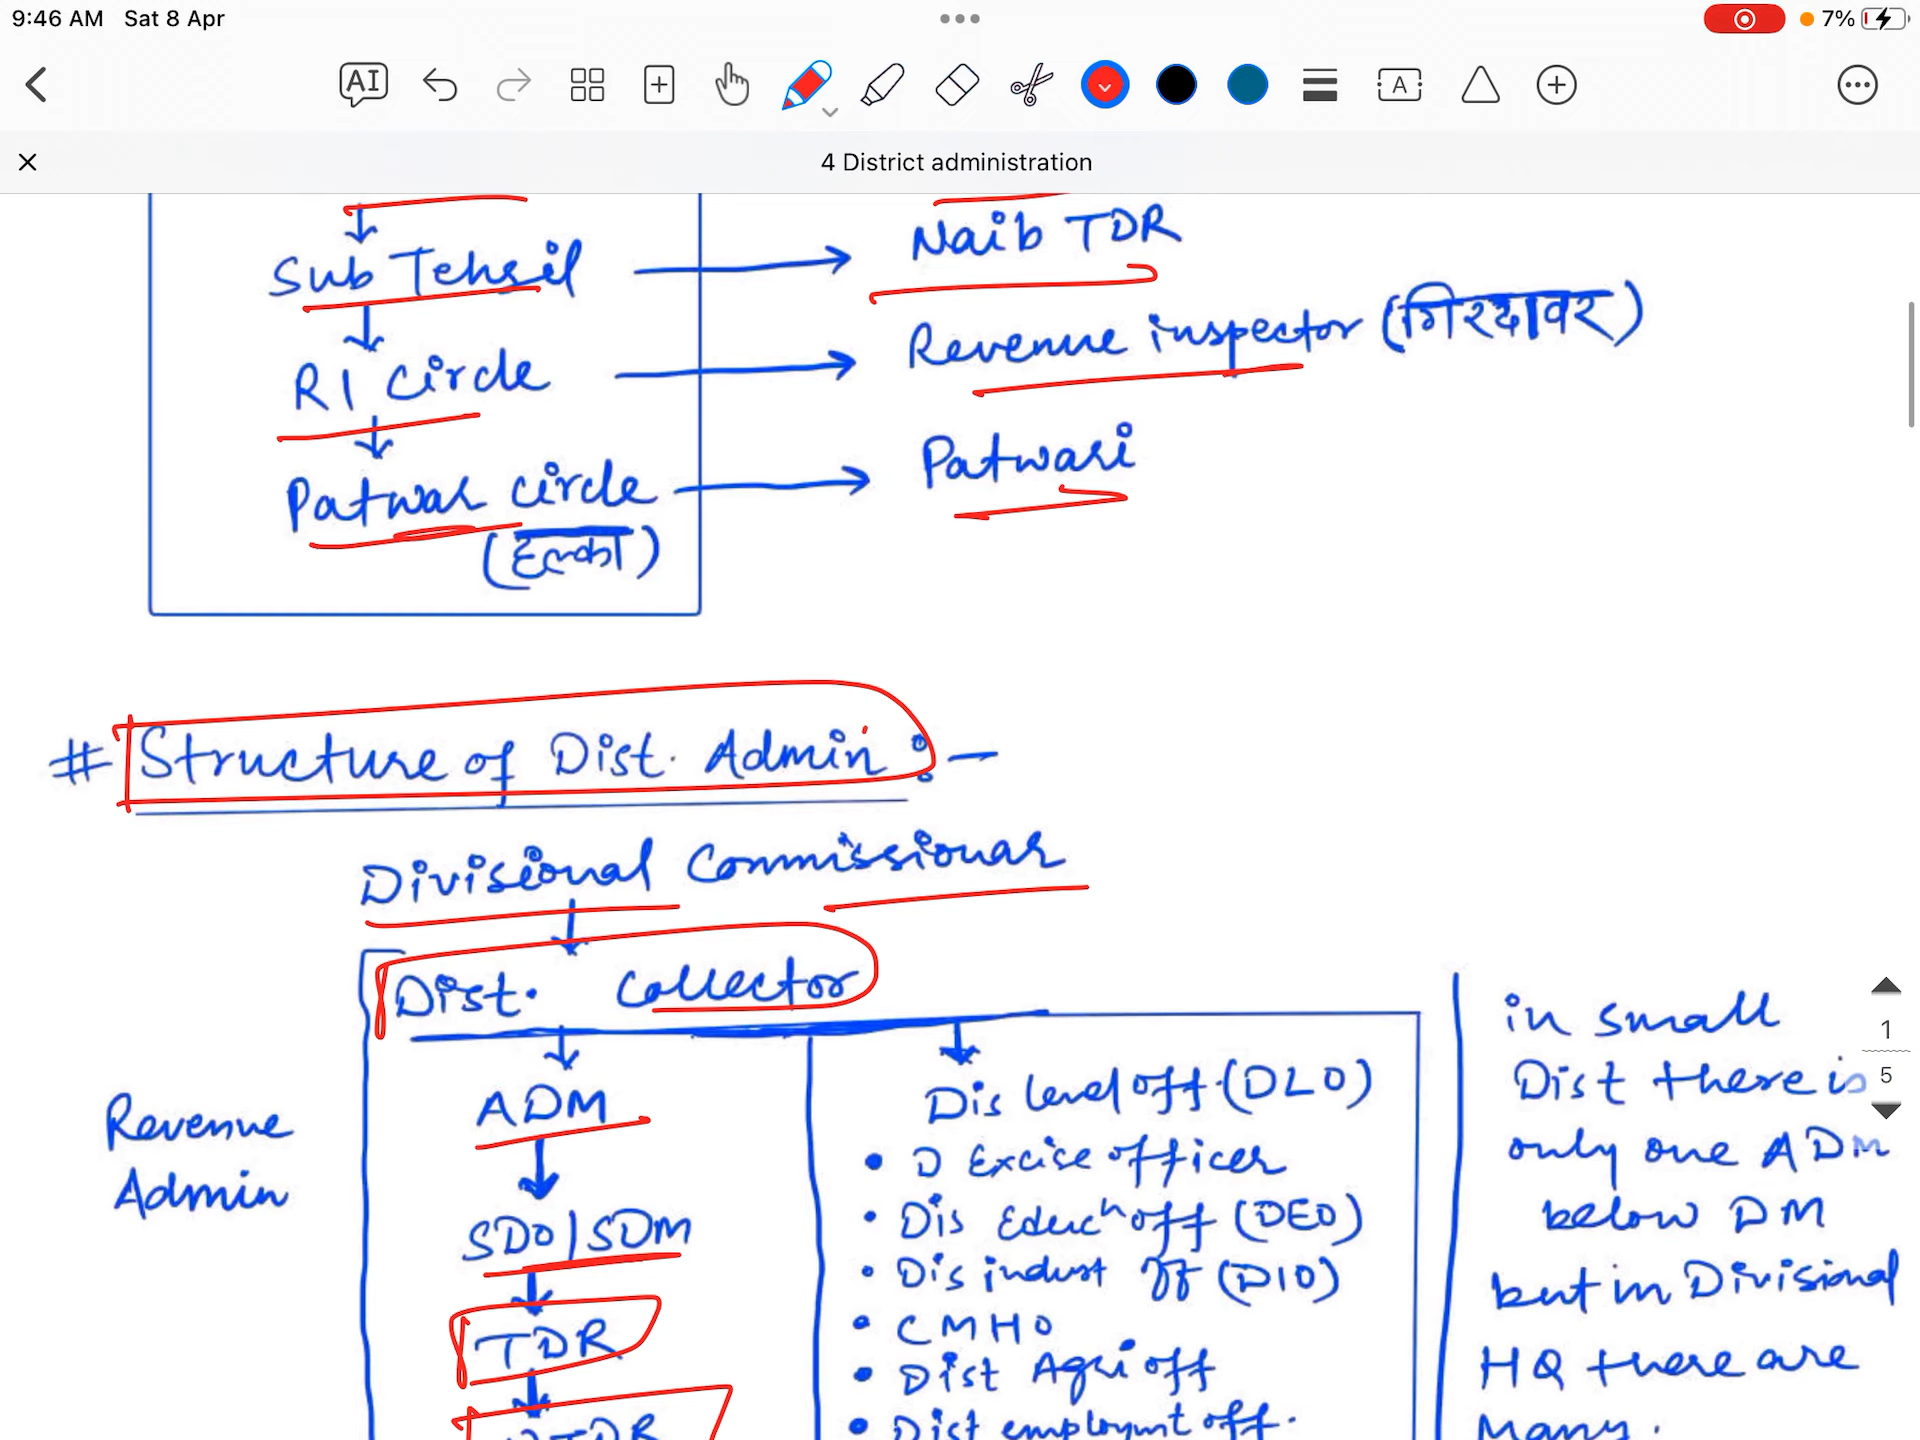 9:46 AM Sat 8 Apr
7%
AI
A
4 District administration
Sub Tehsil → Naib TDR
RI Circle → Revenue inspector (गिरदावर)
Patwar circle → Patwari
(हल्का)
# Structure of Dist. Admin :-
Divisional Commissionar
Dist. Collector
Revenue
Admin
ADM
SDO|SDM
TDR
NTDR
Dis level off. (DLO)
• D Excise officer
• Dis Educn off (DEO)
• Dis indust off (DIO)
• CMHO
• Dist Agri off
• Dist employmt off.
in small
Dist there is
only one ADM
below DM
but in Divisional
HQ there are
Many.
1
5